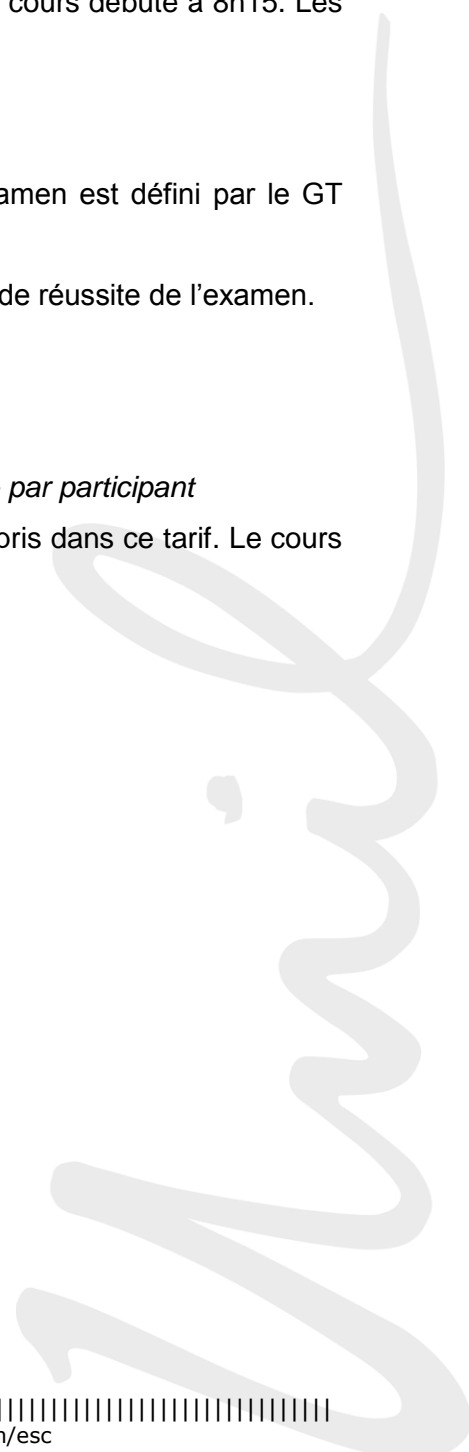 cours débute à 8h15. Les
amen est défini par le GT
de réussite de l’examen.
par participant
pris dans ce tarif. Le cours
Unil
||||||||||||||||||||||||||||||||
n/esc